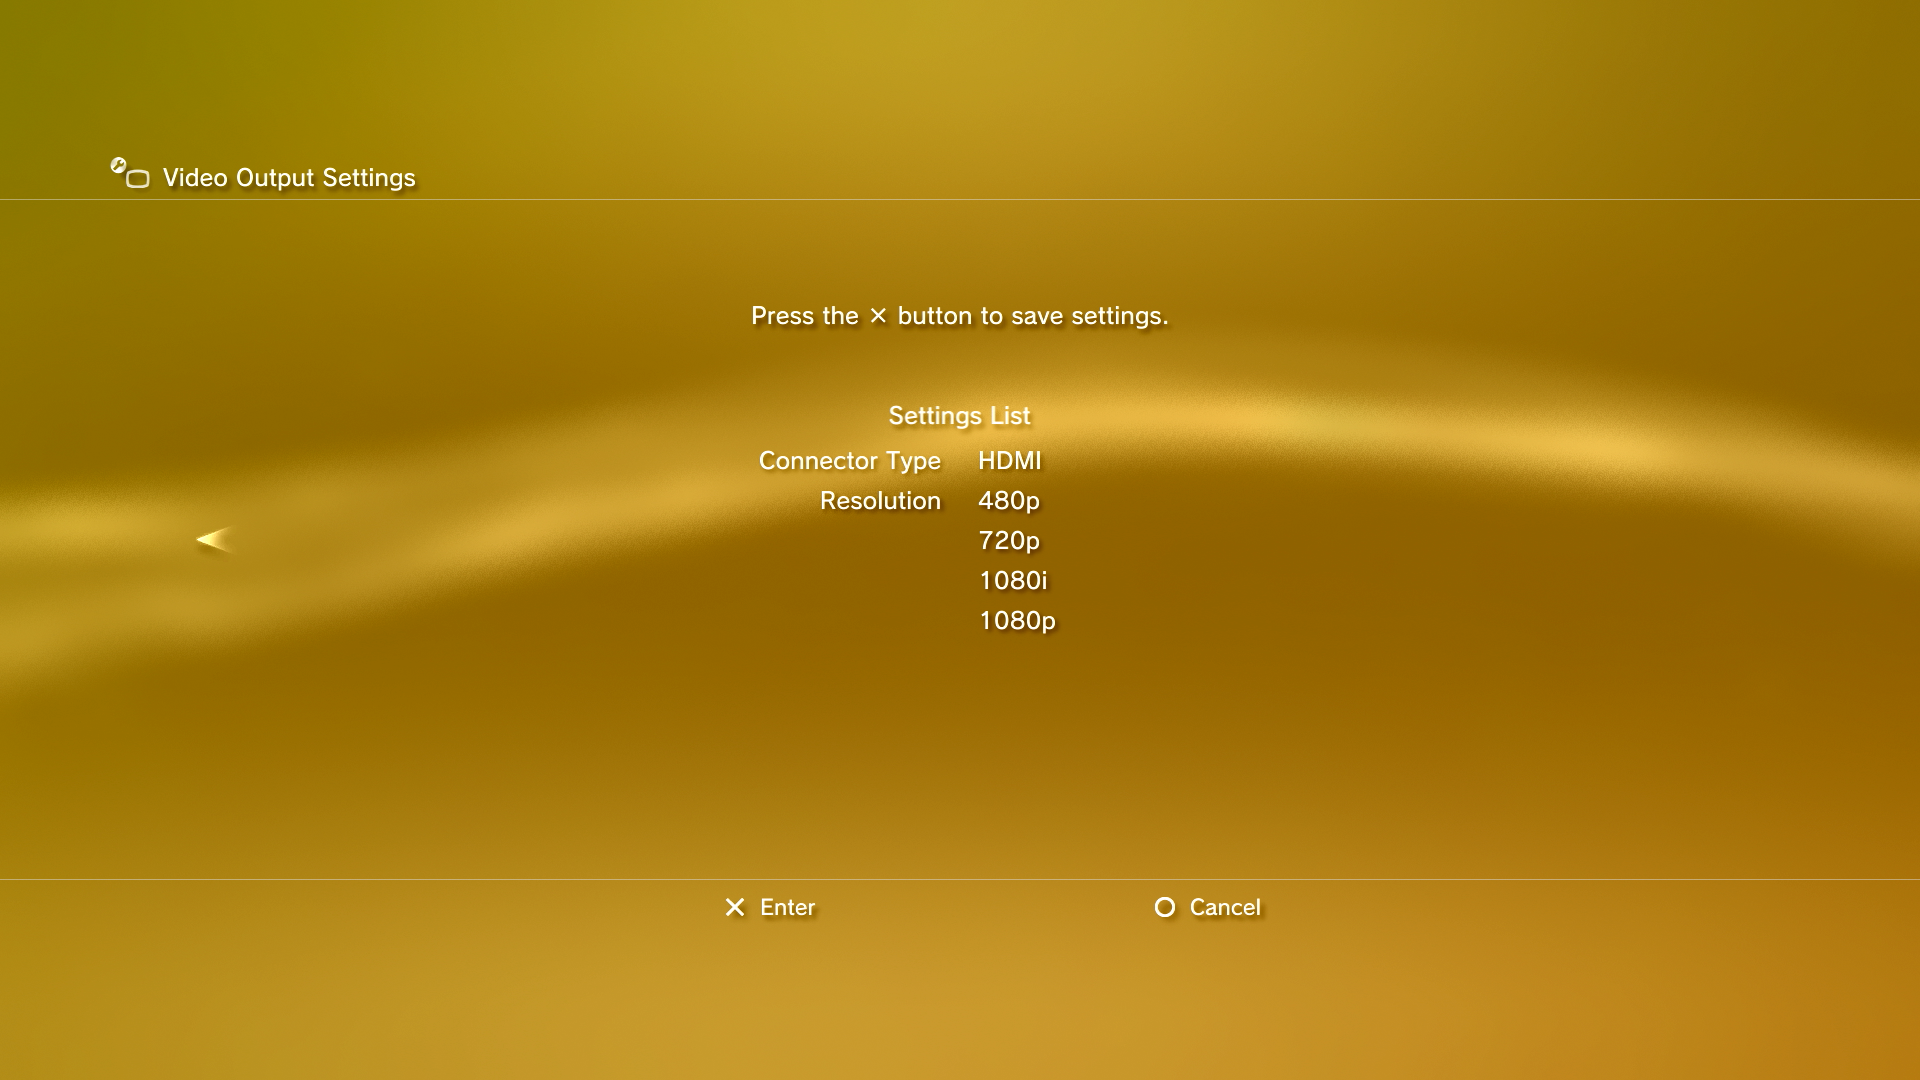 Video Output Settings
Press the ✕ button to save settings.
Settings List
Connector Type HDMI
Resolution 480p
720p
1080i
1080p
✕ Enter ○ Cancel